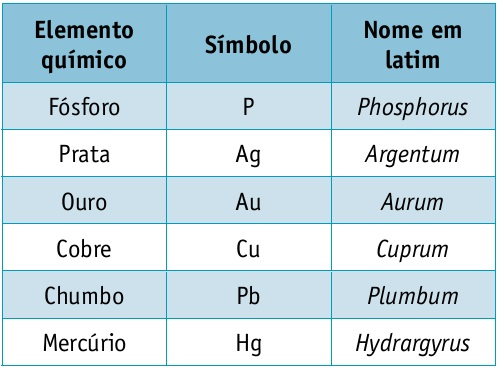 Elemento químico Símbolo Nome em latim
Fósforo P Phosphorus
Prata Ag Argentum
Ouro Au Aurum
Cobre Cu Cuprum
Chumbo Pb Plumbum
Mercúrio Hg Hydrargyrus